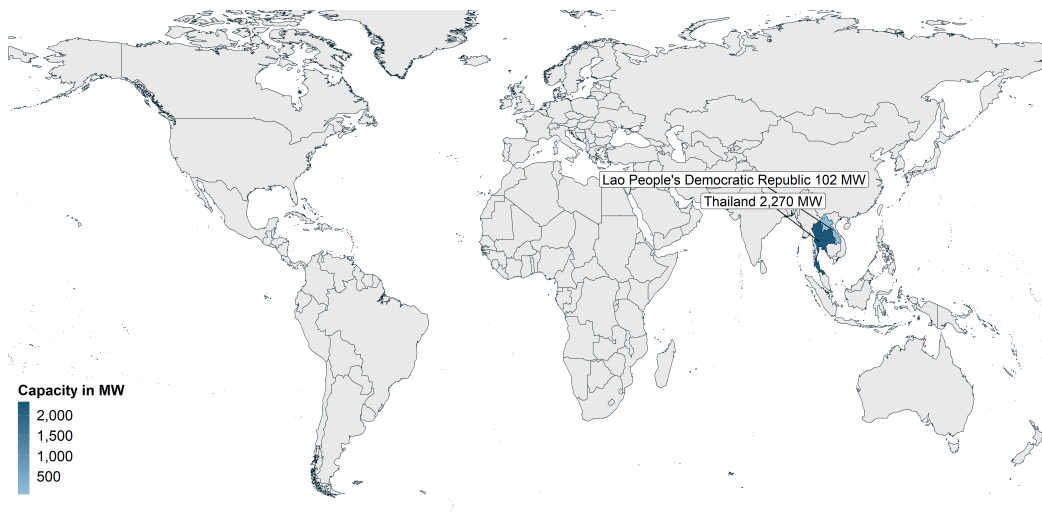 Lao People's Democratic Republic 102 MW
Thailand 2,270 MW
Capacity in MW
2,000
1,500
1,000
500